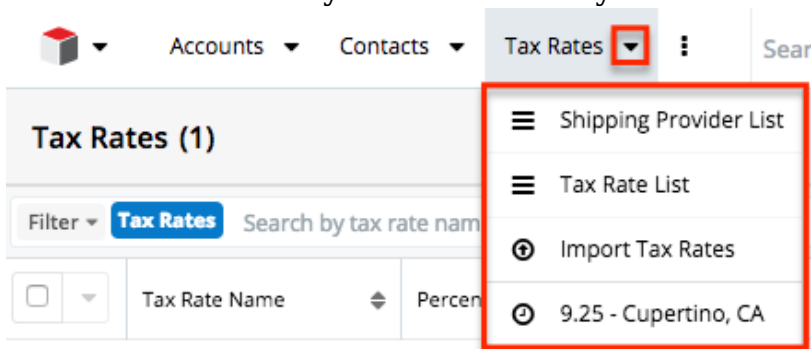 Accounts Contacts Tax Rates
Tax Rates (1)
Shipping Provider List
Tax Rate List
Filter Tax Rates Search by tax rate nam
Import Tax Rates
Tax Rate Name Percen
9.25 - Cupertino, CA